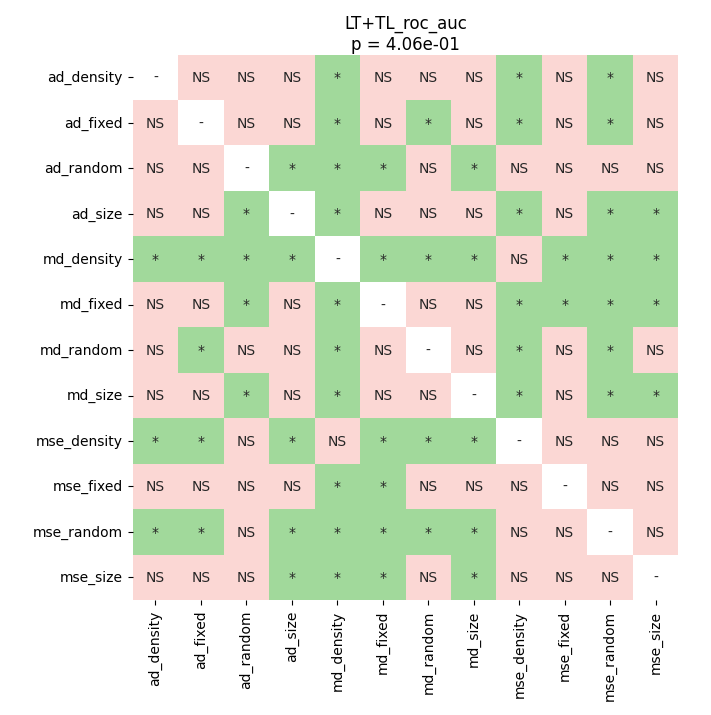 LT+TL_roc_auc
p = 4.06e-01
ad_density - NS NS NS * NS NS NS * NS * NS
ad_fixed NS - NS NS * NS * NS * NS * NS
ad_random NS NS - * * * NS * NS NS NS NS
ad_size NS NS * - * NS NS NS * NS * *
md_density * * * * - * * * NS * * *
md_fixed NS NS * NS * - NS NS * * * *
md_random NS * NS NS * NS - NS * NS * NS
md_size NS NS * NS * NS NS - * NS * *
mse_density * * NS * NS * * * - NS NS NS
mse_fixed NS NS NS NS * * NS NS NS - NS NS
mse_random * * NS * * * * * NS NS - NS
mse_size NS NS NS * * * NS * NS NS NS -
ad_density
ad_fixed
ad_random
ad_size
md_density
md_fixed
md_random
md_size
mse_density
mse_fixed
mse_random
mse_size